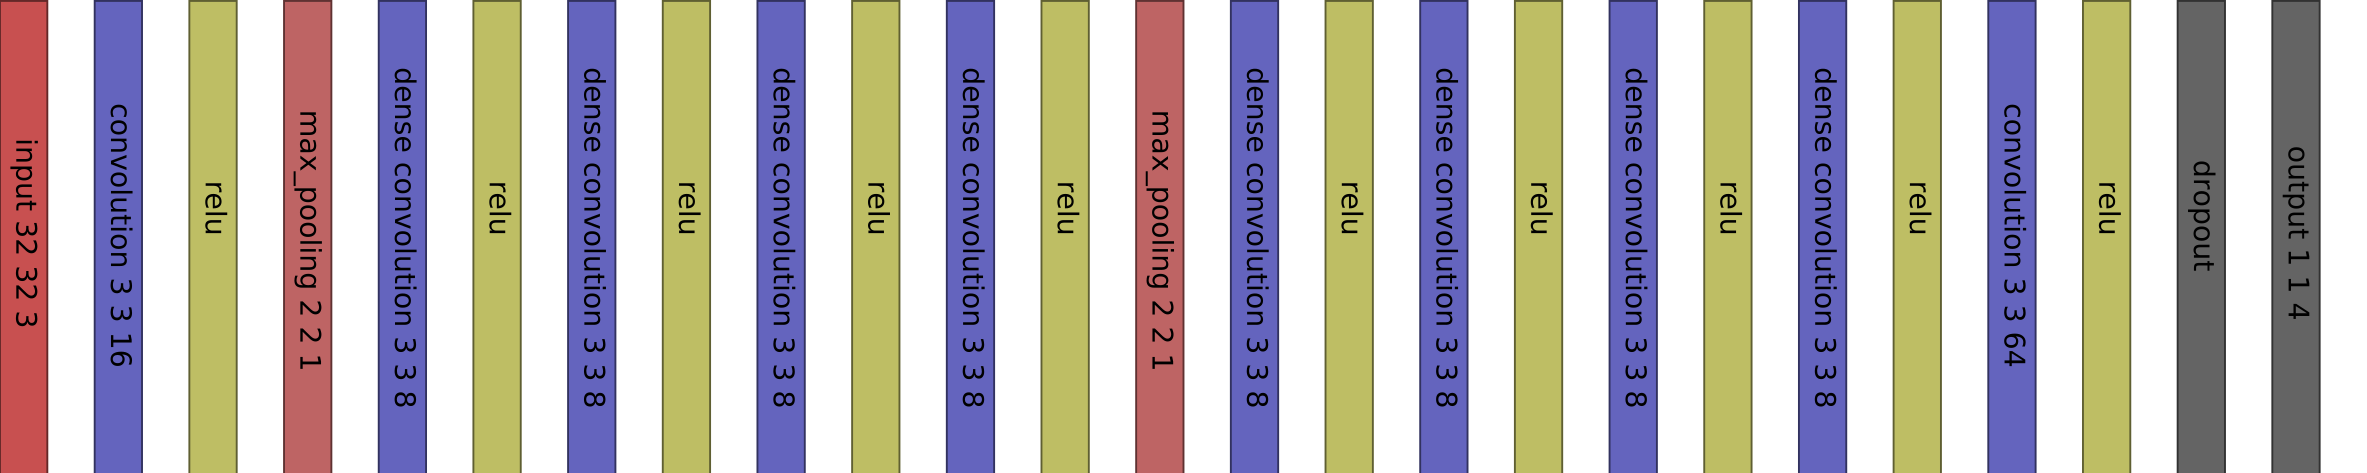 input 32 32 3
convolution 3 3 16
relu
max_pooling 2 2 1
dense convolution 3 3 8
relu
dense convolution 3 3 8
relu
dense convolution 3 3 8
relu
dense convolution 3 3 8
relu
max_pooling 2 2 1
dense convolution 3 3 8
relu
dense convolution 3 3 8
relu
dense convolution 3 3 8
relu
dense convolution 3 3 8
relu
convolution 3 3 64
relu
dropout
output 1 1 4